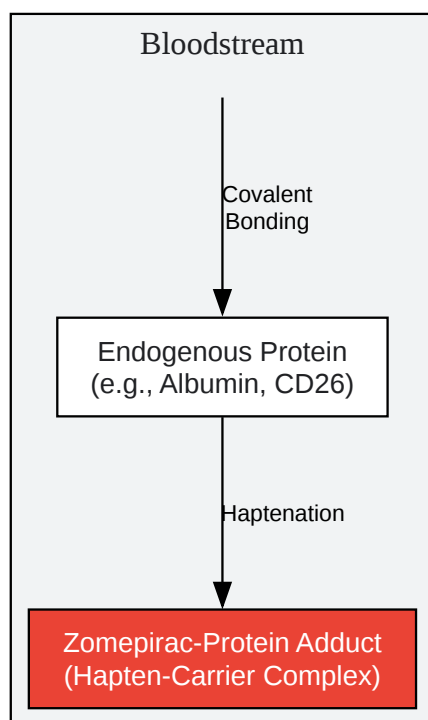 Bloodstream
Covalent
Bonding
Endogenous Protein
(e.g., Albumin, CD26)
Haptenation
Zomepirac-Protein Adduct
(Hapten-Carrier Complex)